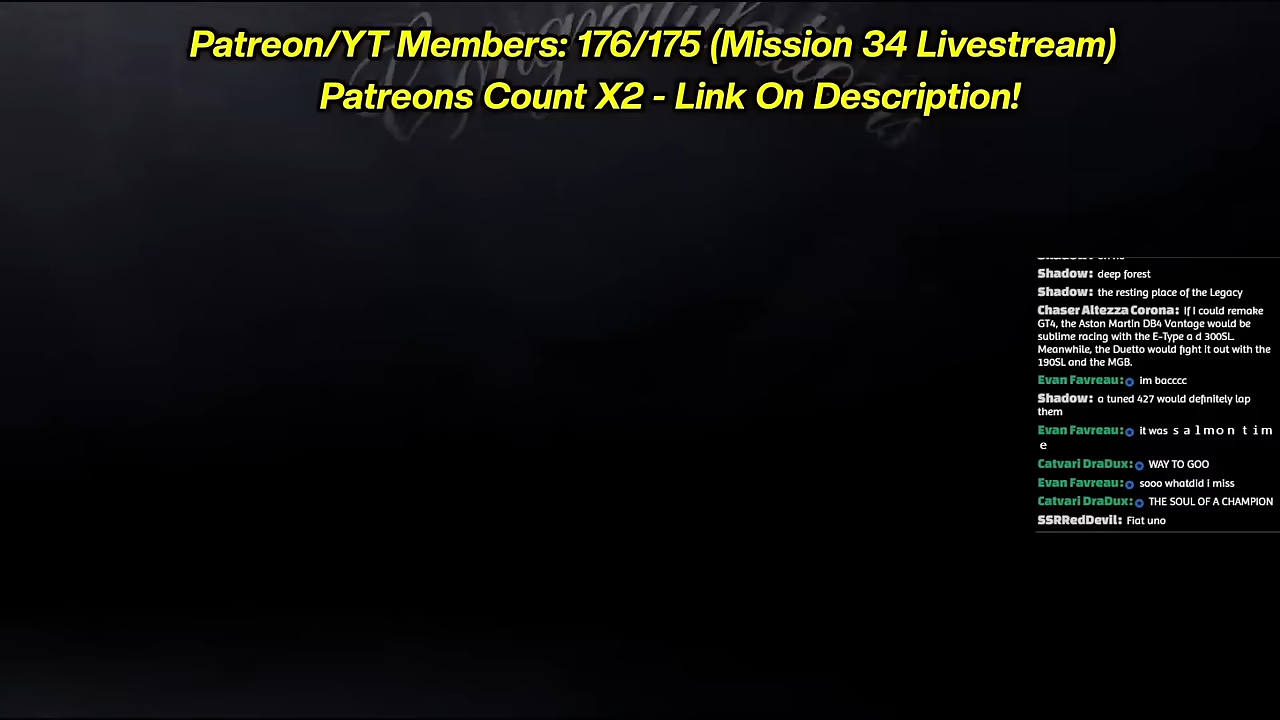 Congratulations
Patreon/YT Members: 176/175 (Mission 34 Livestream)
Patreons Count X2 - Link On Description!
Shadow: deep forest
Shadow: the resting place of the Legacy
Chaser Altezza Corona: If I could remake
GT4, the Aston Martin DB4 Vantage would be
sublime racing with the E-Type a d 300SL.
Meanwhile, the Duetto would fight it out with the
190SL and the MGB.
Evan Favreau: im bacccc
Shadow: a tuned 427 would definitely lap
them
Evan Favreau: it was s a l m o n t i m
e
Catvari DraDux: WAY TO GOO
Evan Favreau: sooo whatdid i miss
Catvari DraDux: THE SOUL OF A CHAMPION
SSRRedDevil: Fiat uno